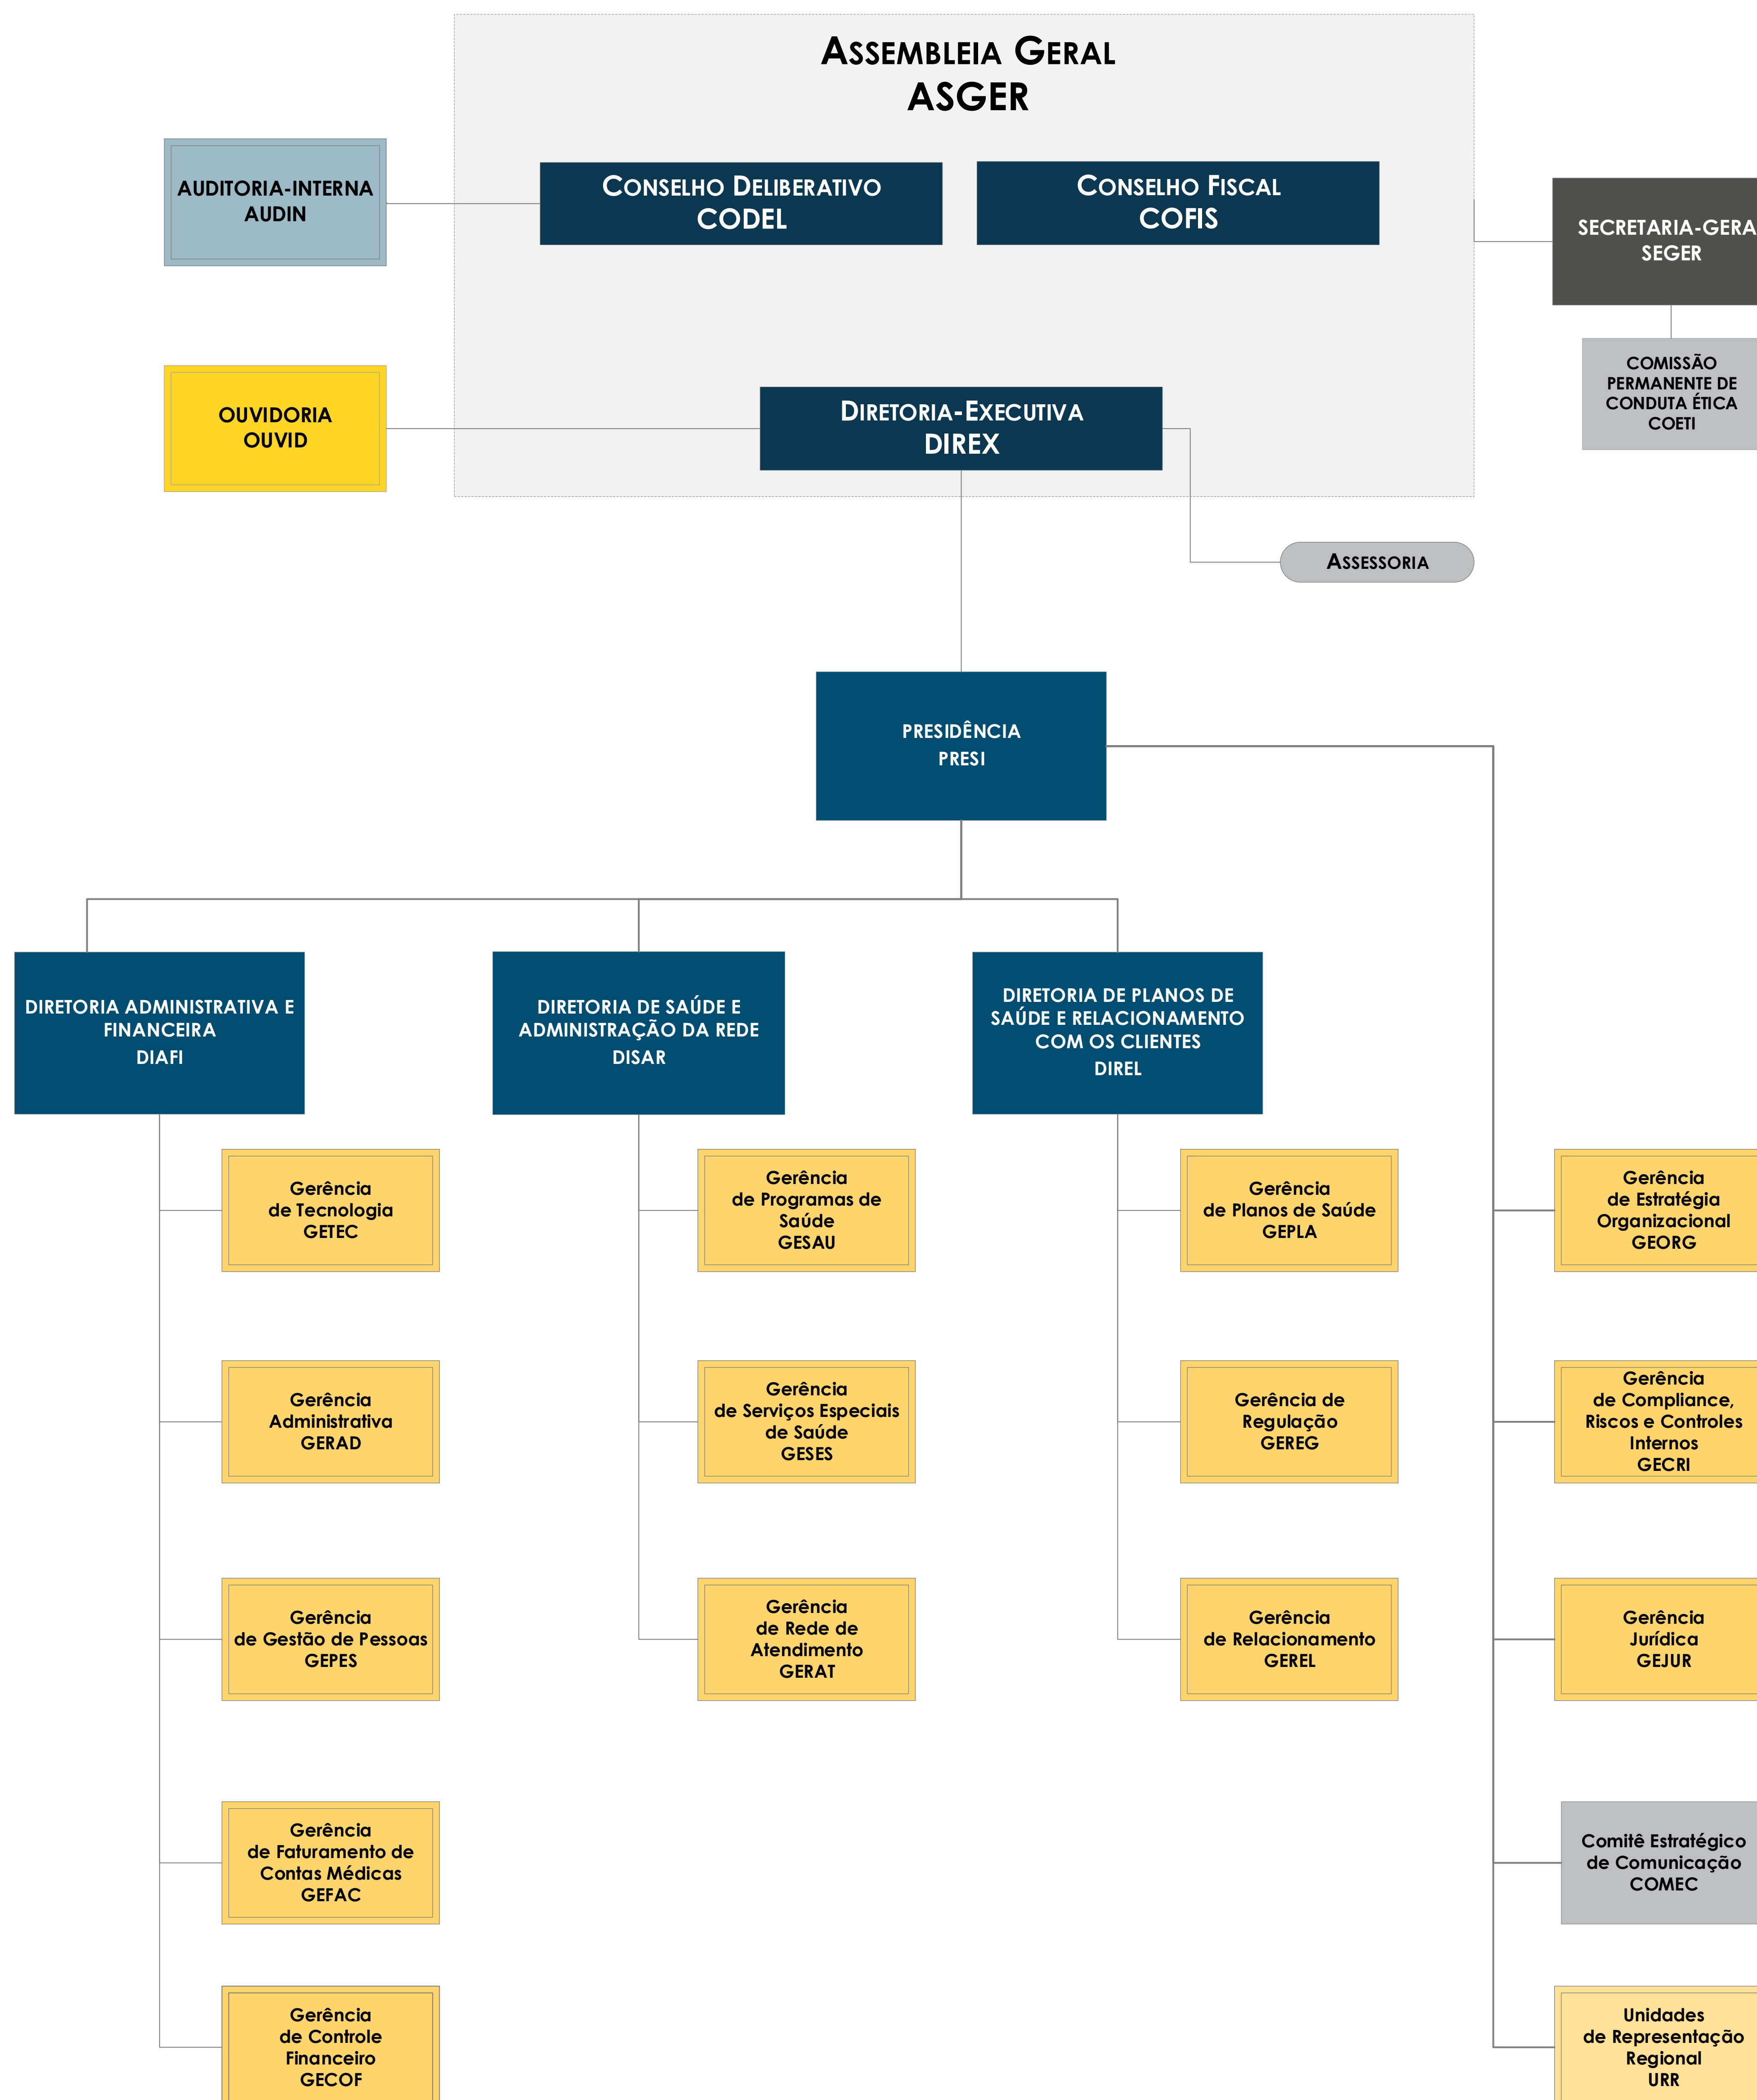 Assembleia Geral
ASGER
AUDITORIA-INTERNA
AUDIN
Conselho Deliberativo
CODEL
Conselho Fiscal
COFIS
SECRETARIA-GERA
SEGER
COMISSÃO
PERMANENTE DE
CONDUTA ÉTICA
COETI
OUVIDORIA
OUVID
Diretoria-Executiva
DIREX
Assessoria
PRESIDÊNCIA
PRESI
DIRETORIA ADMINISTRATIVA E
FINANCEIRA
DIAFI
DIRETORIA DE SAÚDE E
ADMINISTRAÇÃO DA REDE
DISAR
DIRETORIA DE PLANOS DE
SAÚDE E RELACIONAMENTO
COM OS CLIENTES
DIREL
Gerência
de Tecnologia
GETEC
Gerência
de Programas de
Saúde
GESAU
Gerência
de Planos de Saúde
GEPLA
Gerência
de Estratégia
Organizacional
GEORG
Gerência
Administrativa
GERAD
Gerência
de Serviços Especiais
de Saúde
GESES
Gerência de
Regulação
GEREG
Gerência
de Compliance,
Riscos e Controles
Internos
GECRI
Gerência
de Gestão de Pessoas
GEPES
Gerência
de Rede de
Atendimento
GERAT
Gerência
de Relacionamento
GEREL
Gerência
Jurídica
GEJUR
Gerência
de Faturamento de
Contas Médicas
GEFAC
Comitê Estratégico
de Comunicação
COMEC
Gerência
de Controle
Financeiro
GECOF
Unidades
de Representação
Regional
URR